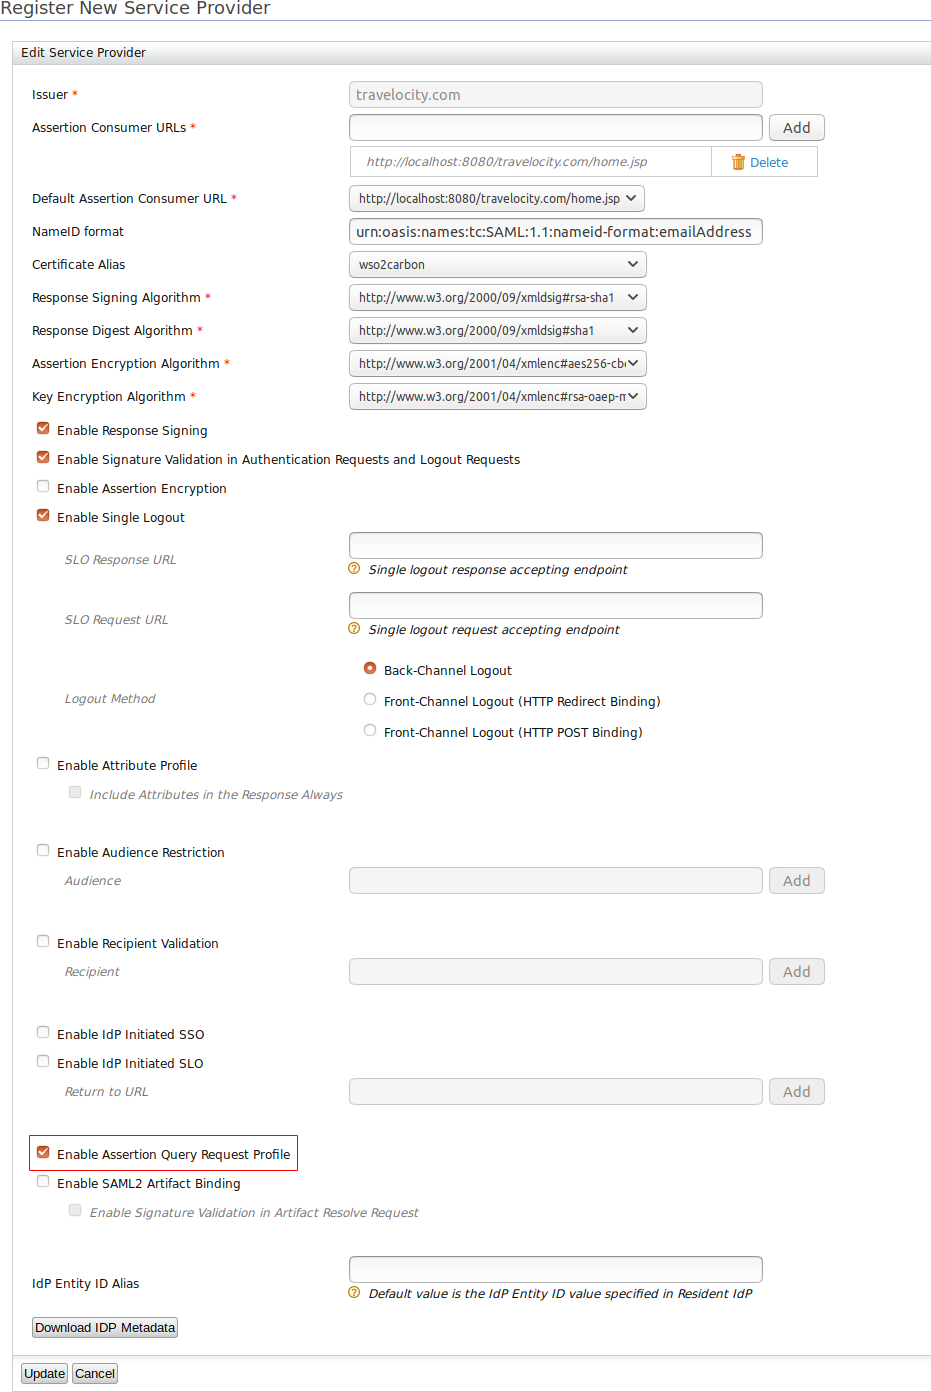 Register New Service Provider
Edit Service Provider
Issuer *
travelocity.com
Assertion Consumer URLs *
Add
http://localhost:8080/travelocity.com/home.jsp
Delete
Default Assertion Consumer URL *
http://localhost:8080/travelocity.com/home.jsp
NameID format
urn:oasis:names:tc:SAML:1.1:nameid-format:emailAddress
Certificate Alias
wso2carbon
Response Signing Algorithm *
http://www.w3.org/2000/09/xmldsig#rsa-sha1
Response Digest Algorithm *
http://www.w3.org/2000/09/xmldsig#sha1
Assertion Encryption Algorithm *
http://www.w3.org/2001/04/xmlenc#aes256-cb
Key Encryption Algorithm *
http://www.w3.org/2001/04/xmlenc#rsa-oaep-m
Enable Response Signing
Enable Signature Validation in Authentication Requests and Logout Requests
Enable Assertion Encryption
Enable Single Logout
SLO Response URL
? Single logout response accepting endpoint
SLO Request URL
? Single logout request accepting endpoint
Logout Method
Back-Channel Logout
Front-Channel Logout (HTTP Redirect Binding)
Front-Channel Logout (HTTP POST Binding)
Enable Attribute Profile
Include Attributes in the Response Always
Enable Audience Restriction
Audience
Add
Enable Recipient Validation
Recipient
Add
Enable IdP Initiated SSO
Enable IdP Initiated SLO
Return to URL
Add
Enable Assertion Query Request Profile
Enable SAML2 Artifact Binding
Enable Signature Validation in Artifact Resolve Request
IdP Entity ID Alias
? Default value is the IdP Entity ID value specified in Resident IdP
Download IDP Metadata
Update Cancel